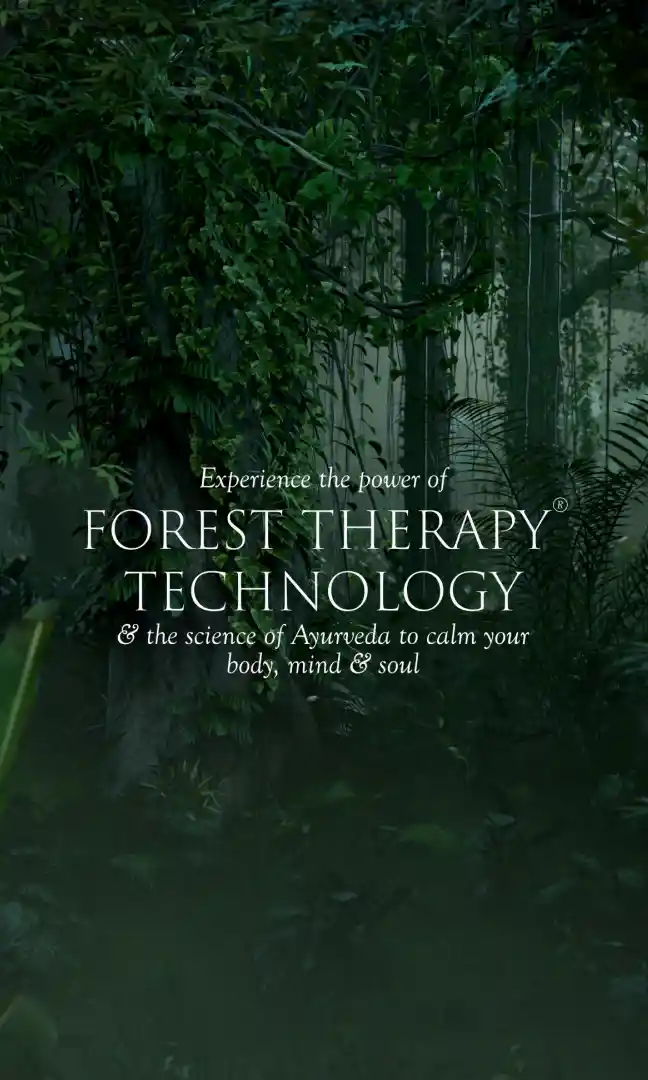 Experience the power of
FOREST THERAPY®
TECHNOLOGY
& the science of Ayurveda to calm your
body, mind & soul